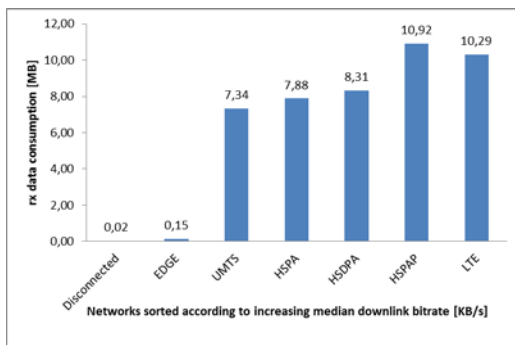 12,00
10,00
8,00
6,00
4,00
2,00
0,00
rx data consumption [MB]
0,02
0,15
7,34
7,88
8,31
10,92
10,29
Disconnected
EDGE
UMTS
HSPA
HSDPA
HSPAP
LTE
Networks sorted according to increasing median downlink bitrate [KB/s]